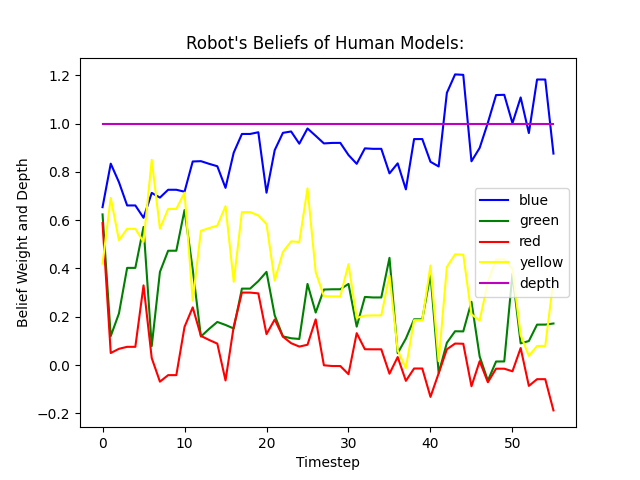 Robot's Beliefs of Human Models:
Belief Weight and Depth
1.2
1.0
0.8
0.6
0.4
0.2
0.0
−0.2
blue
green
red
yellow
depth
0 10 20 30 40 50
Timestep